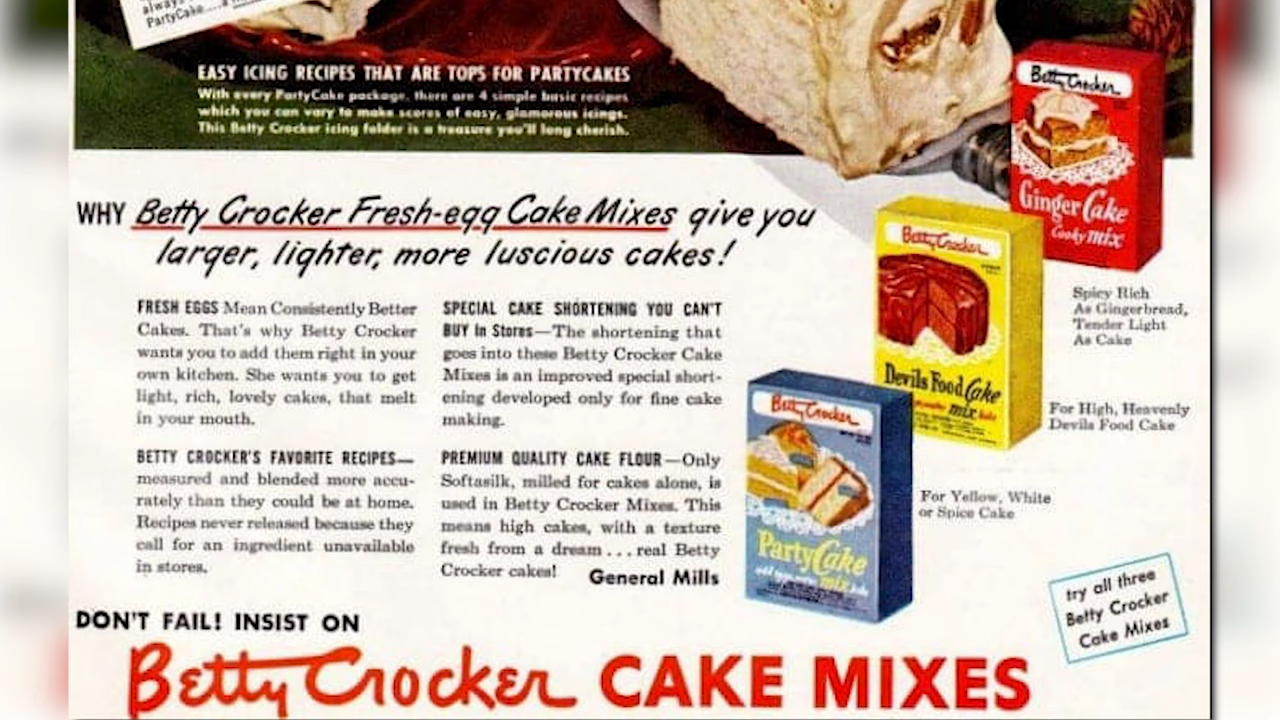 always
PartyCake
EASY ICING RECIPES THAT ARE TOPS FOR PARTYCAKES
With every PartyCake package, there are 4 simple basic recipes
which you can vary to make scores of easy, glamorous icings.
This Betty Crocker icing folder is a treasure you'll long cherish.
WHY Betty Crocker Fresh-egg Cake Mixes give you
larger, lighter, more luscious cakes!
FRESH EGGS Mean Consistently Better
Cakes. That's why Betty Crocker
wants you to add them right in your
own kitchen. She wants you to get
light, rich, lovely cakes, that melt
in your mouth.
BETTY CROCKER'S FAVORITE RECIPES—
measured and blended more accu-
rately than they could be at home.
Recipes never released because they
call for an ingredient unavailable
in stores.
SPECIAL CAKE SHORTENING YOU CAN'T
BUY In Stores—The shortening that
goes into these Betty Crocker Cake
Mixes is an improved special short-
ening developed only for fine cake
making.
PREMIUM QUALITY CAKE FLOUR—Only
Softasilk, milled for cakes alone, is
used in Betty Crocker Mixes. This
means high cakes, with a texture
fresh from a dream . . . real Betty
Crocker cakes!
General Mills
Betty Crocker
Ginger Cake
Cooky mix
Spicy Rich
As Gingerbread,
Tender Light
As Cake
Betty Crocker
Devils Food Cake
mix
For High, Heavenly
Devils Food Cake
Betty Crocker
PartyCake
mix
For Yellow, White
or Spice Cake
try all three
Betty Crocker
Cake Mixes
DON'T FAIL! INSIST ON
Betty Crocker CAKE MIXES